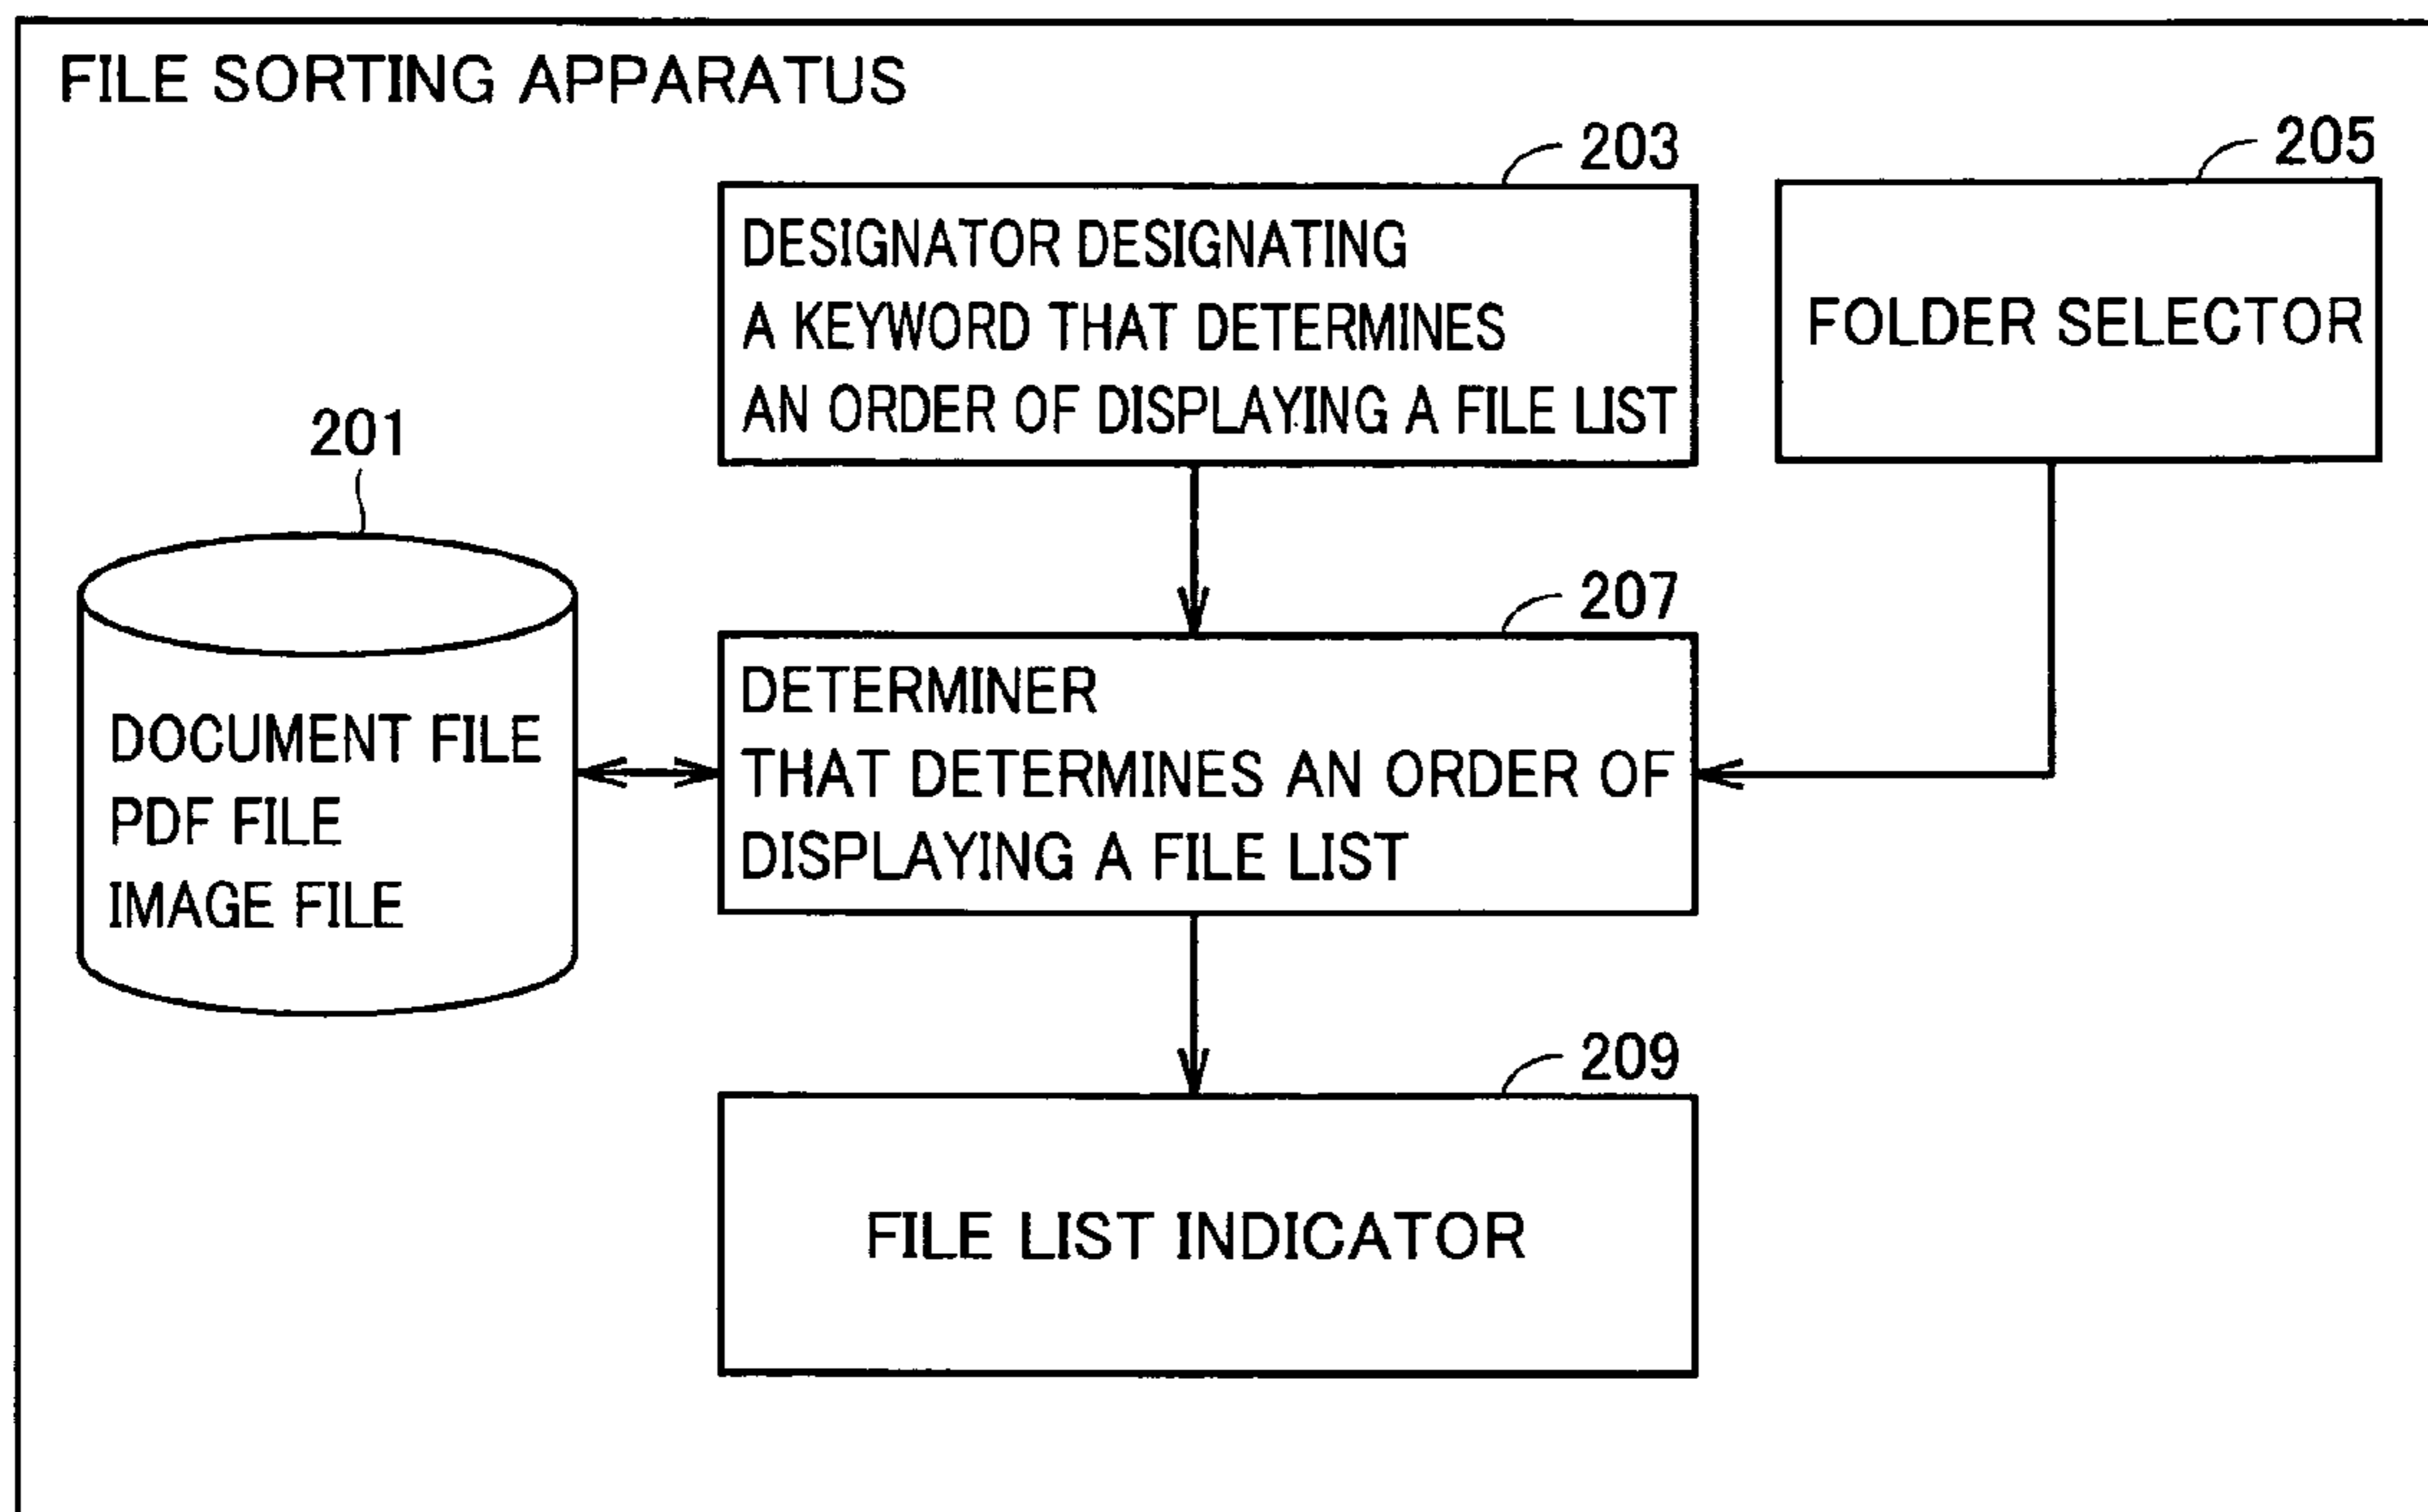 FILE SORTING APPARATUS
203
205
DESIGNATOR DESIGNATING
A KEYWORD THAT DETERMINES
AN ORDER OF DISPLAYING A FILE LIST
FOLDER SELECTOR
201
DOCUMENT FILE
PDF FILE
IMAGE FILE
207
DETERMINER
THAT DETERMINES AN ORDER OF
DISPLAYING A FILE LIST
209
FILE LIST INDICATOR